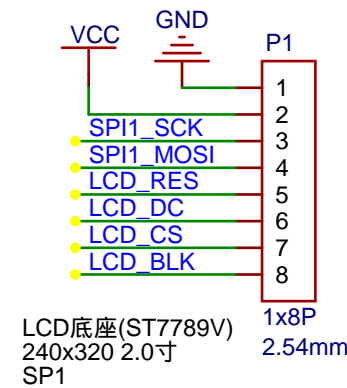 GND
VCC
P1
1
2
SPI1_SCK
3
SPI1_MOSI
4
LCD_RES
5
LCD_DC
6
LCD_CS
7
LCD_BLK
8
LCD底座(ST7789V)
240x320 2.0寸
SP1
1x8P
2.54mm